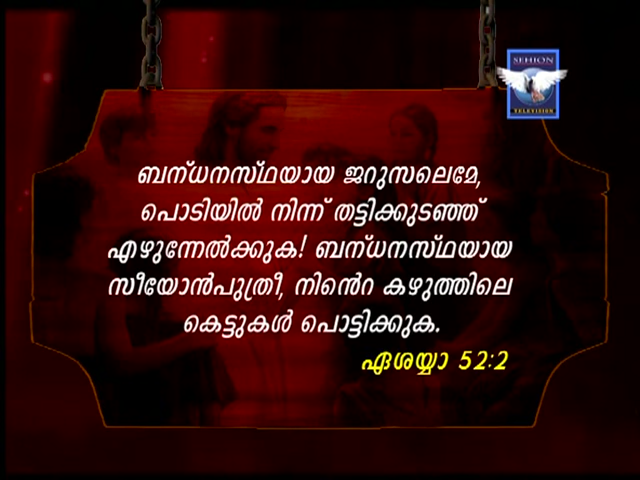 SEHION
TELEVISION
ബന്ധനസ്ഥയായ ജറുസലെമേ,
പൊടിയിൽ നിന്ന് തട്ടിക്കുടഞ്ഞ്
എഴുന്നേൽക്കുക! ബന്ധനസ്ഥയായ
സീയോൻപുത്രീ, നിന്റെ കഴുത്തിലെ
കെട്ടുകൾ പൊട്ടിക്കുക.
ഏശയ്യാ 52:2